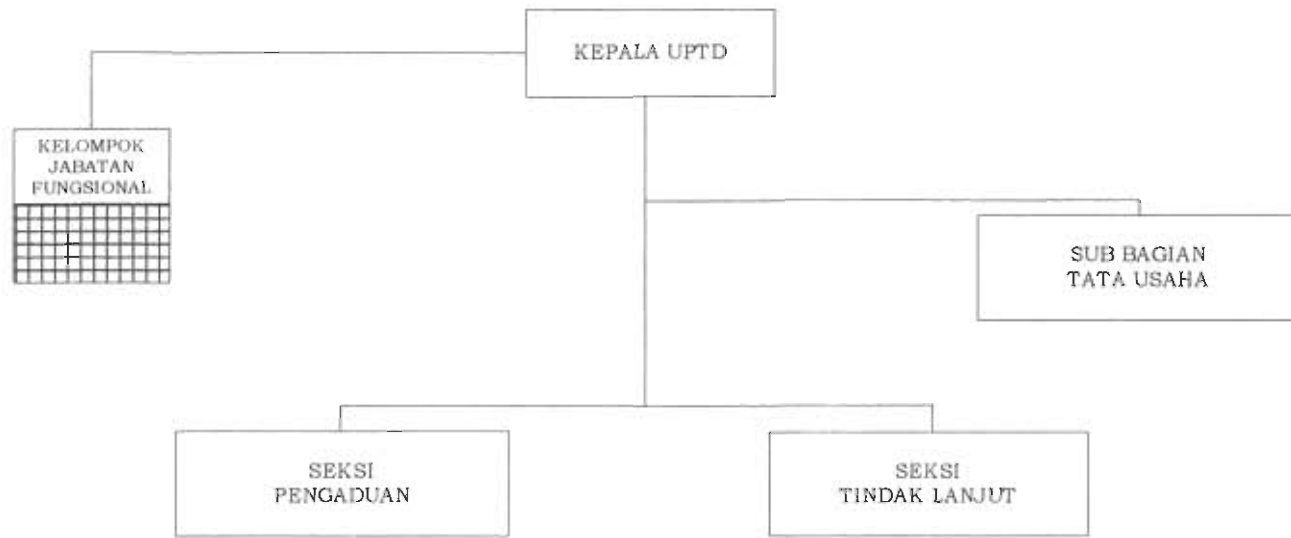 KEPALA UPTD
KELOMPOK
JABATAN
FUNGSIONAL
SUB BAGIAN
TATA USAHA
SEKSI
PENGADUAN
SEKSI
TINDAK LANJUT